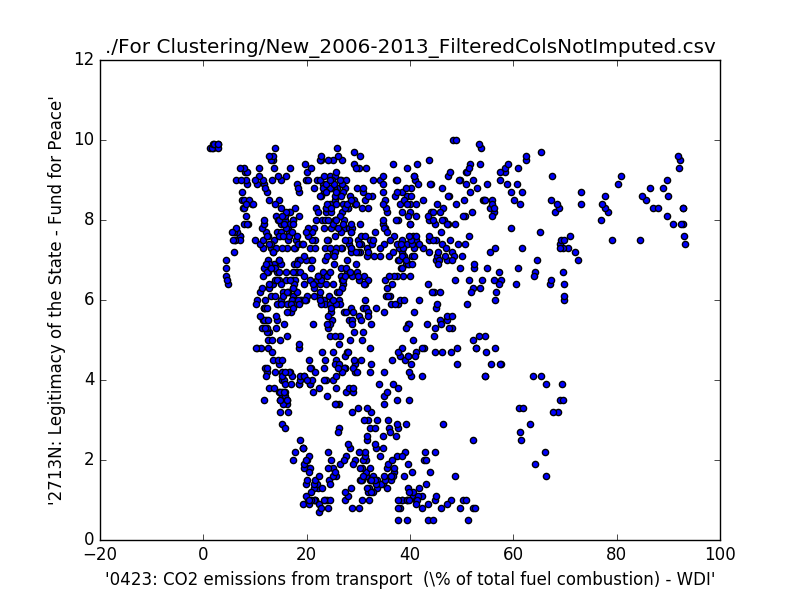 ./For Clustering/New_2006-2013_FilteredColsNotImputed.csv
12
10
8
6
4
2
0
'2713N: Legitimacy of the State - Fund for Peace'
−20 0 20 40 60 80 100
'0423: CO2 emissions from transport  (\% of total fuel combustion) - WDI'